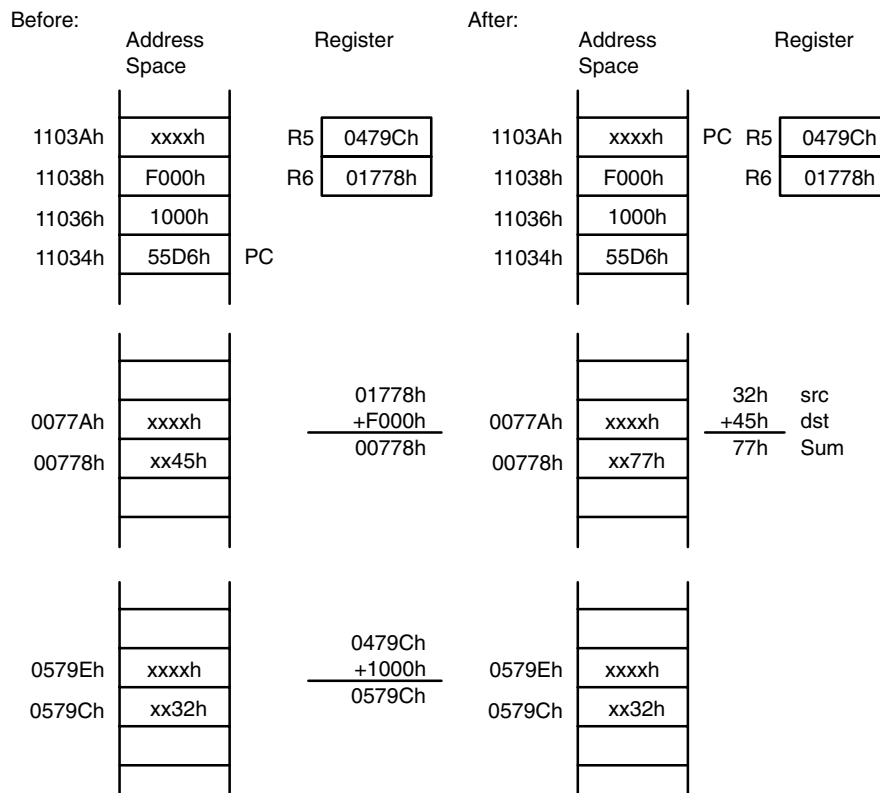 Before: After:
Address Space Register Address Space Register
1103Ah xxxxh R5 0479Ch 1103Ah xxxxh PC R5 0479Ch
11038h F000h R6 01778h 11038h F000h R6 01778h
11036h 1000h 11036h 1000h
11034h 55D6h PC 11034h 55D6h
01778h 32h src
0077Ah xxxxh +F000h 0077Ah xxxxh +45h dst
00778h xx45h 00778h 00778h xx77h 77h Sum
0479Ch
0579Eh xxxxh +1000h 0579Eh xxxxh
0579Ch xx32h 0579Ch 0579Ch xx32h